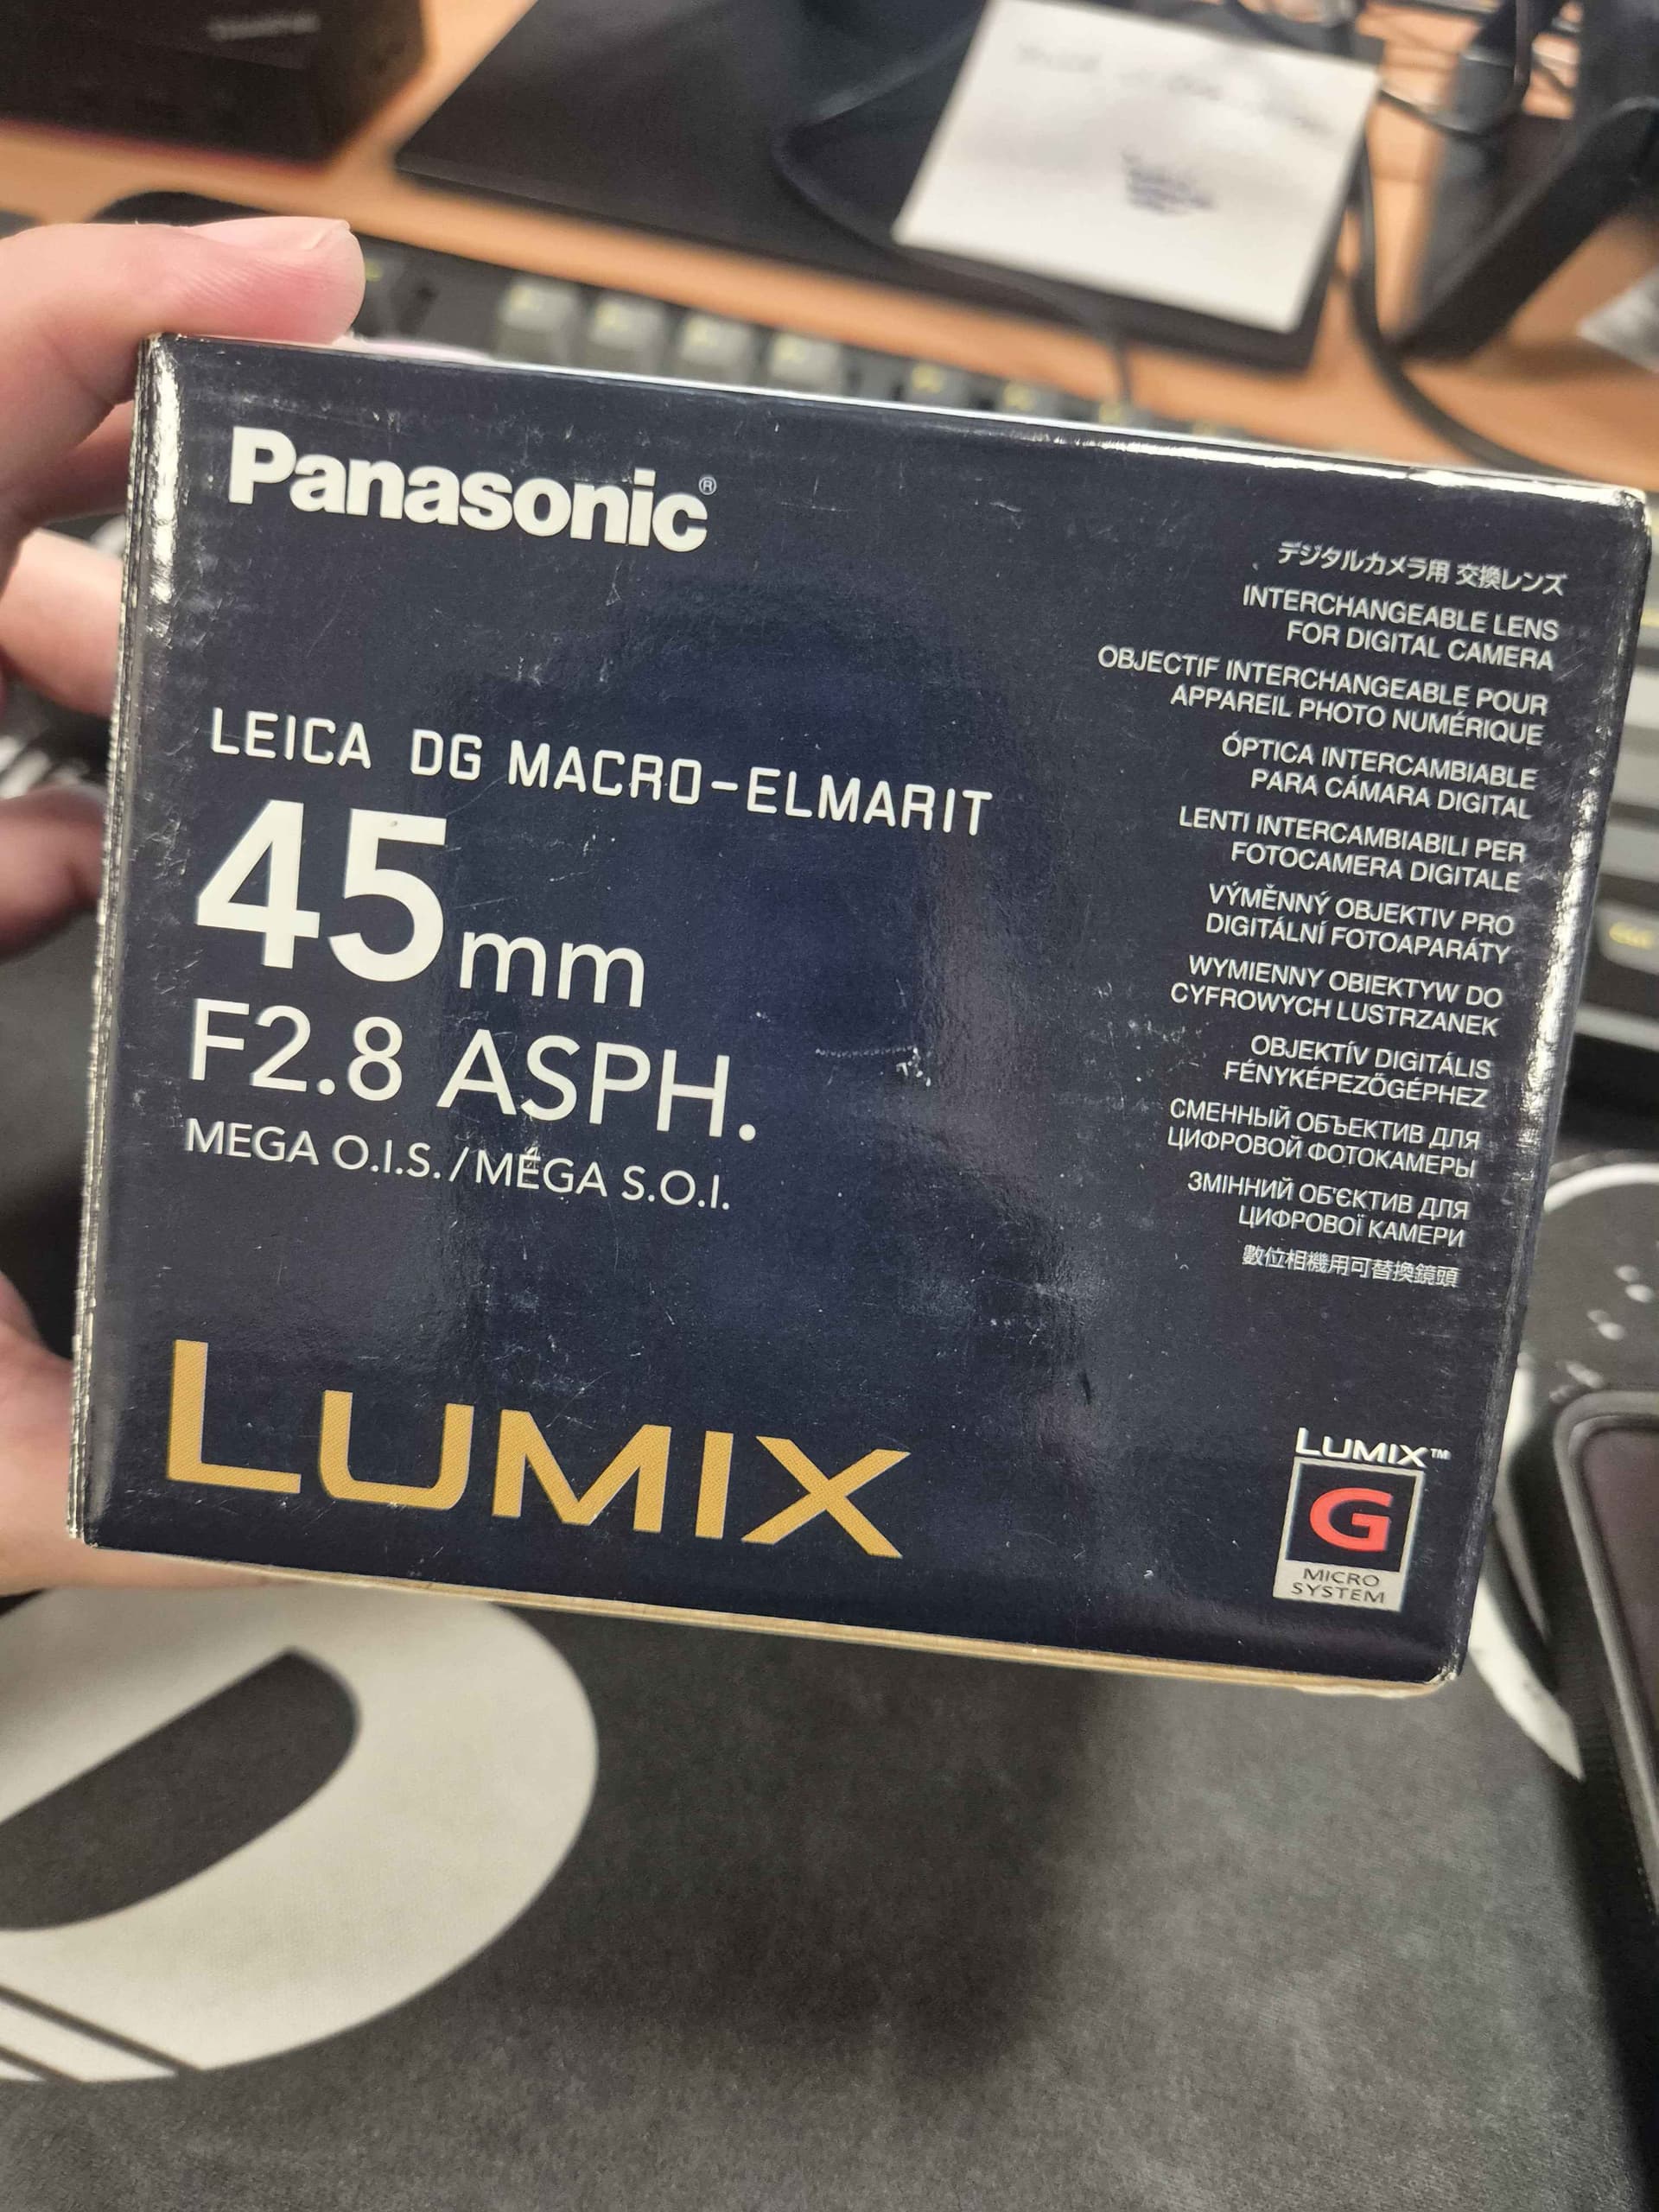 Panasonic®
LEICA DG MACRO-ELMARIT
45mm
F2.8 ASPH.
MEGA O.I.S./MÉGA S.O.I.
LUMIX
デジタルカメラ用 交換レンズ
INTERCHANGEABLE LENS
FOR DIGITAL CAMERA
OBJECTIF INTERCHANGEABLE POUR
APPAREIL PHOTO NUMÉRIQUE
ÓPTICA INTERCAMBIABLE
PARA CÁMARA DIGITAL
LENTI INTERCAMBIABILI PER
FOTOCAMERA DIGITALE
VÝMĚNNÝ OBJEKTIV PRO
DIGITÁLNÍ FOTOAPARÁTY
WYMIENNY OBIEKTYW DO
CYFROWYCH LUSTRZANEK
OBJEKTÍV DIGITÁLIS
FÉNYKÉPEZŐGÉPHEZ
СМЕННЫЙ ОБЪЕКТИВ ДЛЯ
ЦИФРОВОЙ ФОТОКАМЕРЫ
ЗМІННИЙ ОБ'ЄКТИВ ДЛЯ
ЦИФРОВОЇ КАМЕРИ
數位相機用可替換鏡頭
LUMIX™
G
MICRO
SYSTEM